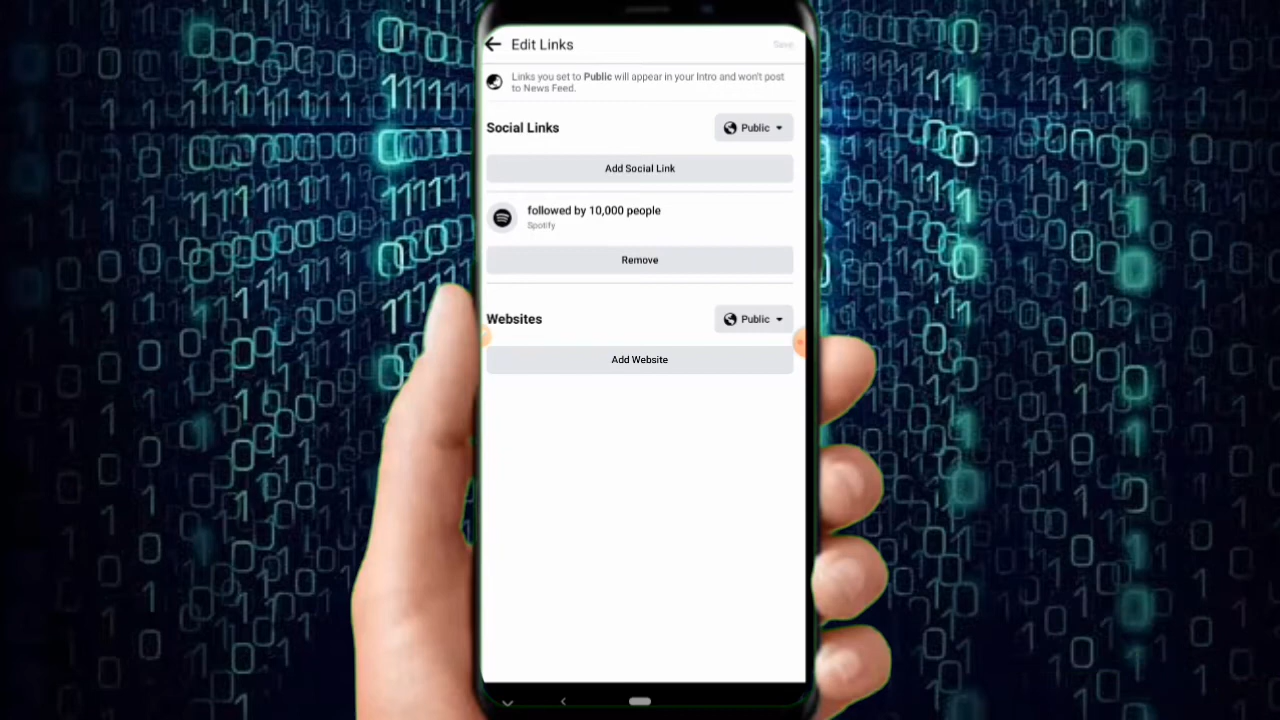 Edit Links
Save
Links you set to Public will appear in your Intro and won't post
to News Feed.
Social Links
Public
Add Social Link
followed by 10,000 people
Spotify
Remove
Websites
Public
Add Website